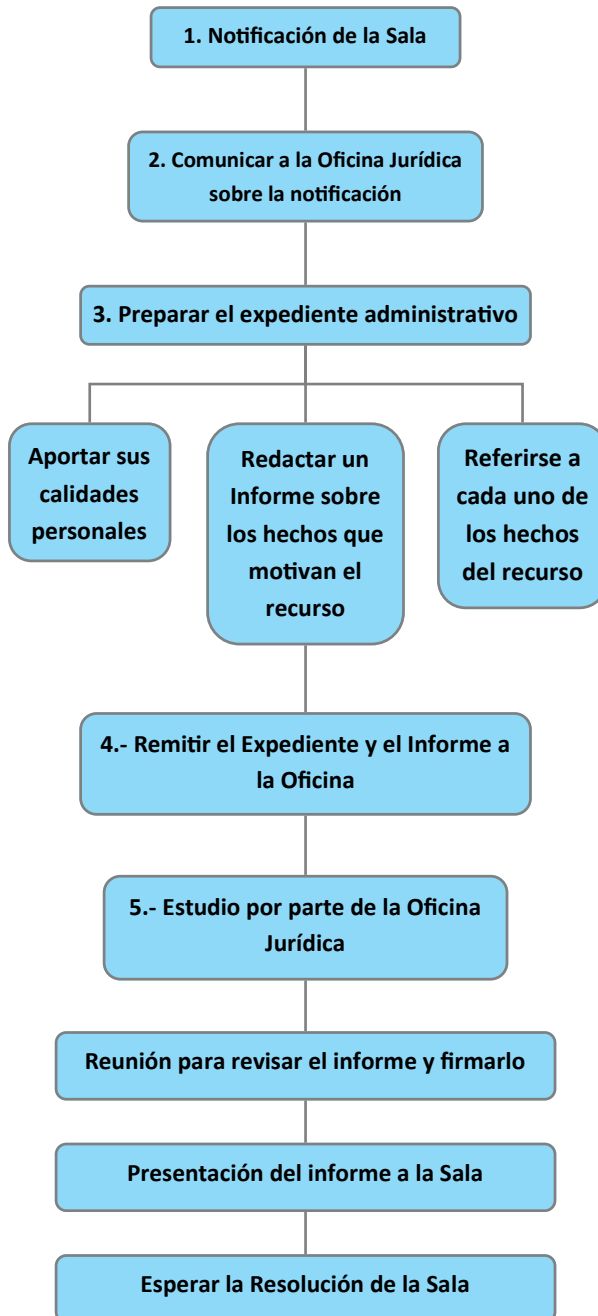 1. Notificación de la Sala
2. Comunicar a la Oficina Jurídica
sobre la notificación
3. Preparar el expediente administrativo
Aportar sus
calidades
personales
Redactar un
Informe sobre
los hechos que
motivan el
recurso
Referirse a
cada uno de
los hechos
del recurso
4.- Remitir el Expediente y el Informe a
la Oficina
5.- Estudio por parte de la Oficina
Jurídica
Reunión para revisar el informe y firmarlo
Presentación del informe a la Sala
Esperar la Resolución de la Sala